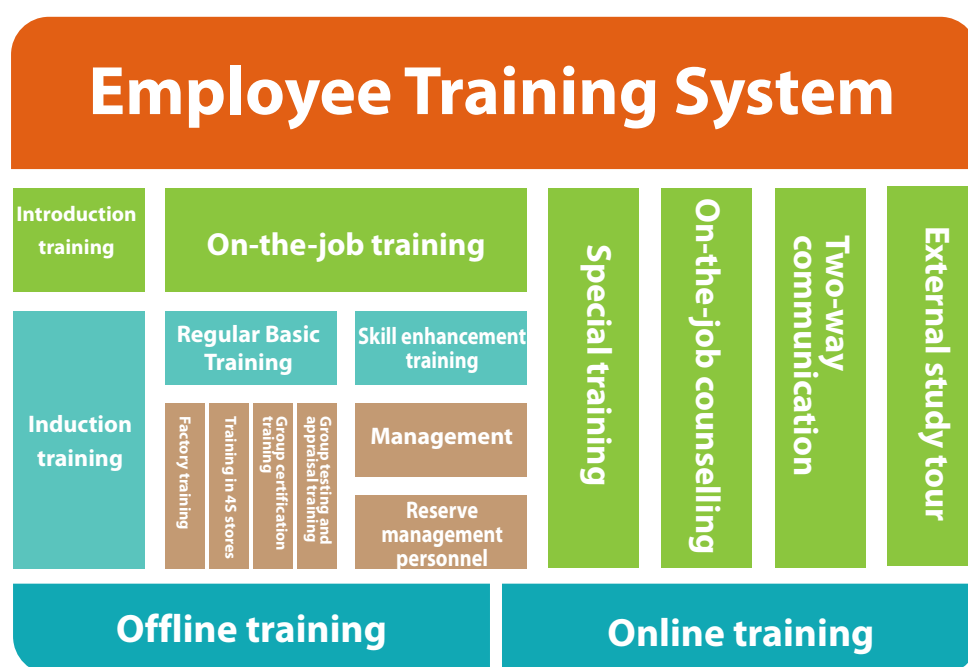 Employee Training System
Introduction
training
On-the-job training
Special training
On-the-job counselling
Two-way
communication
External study tour
Induction
training
Regular Basic
Training
Skill enhancement
training
Factory training
Training in 4S stores
Group certification
training
Group testing and
appraisal training
Management
Reserve
management
personnel
Offline training
Online training